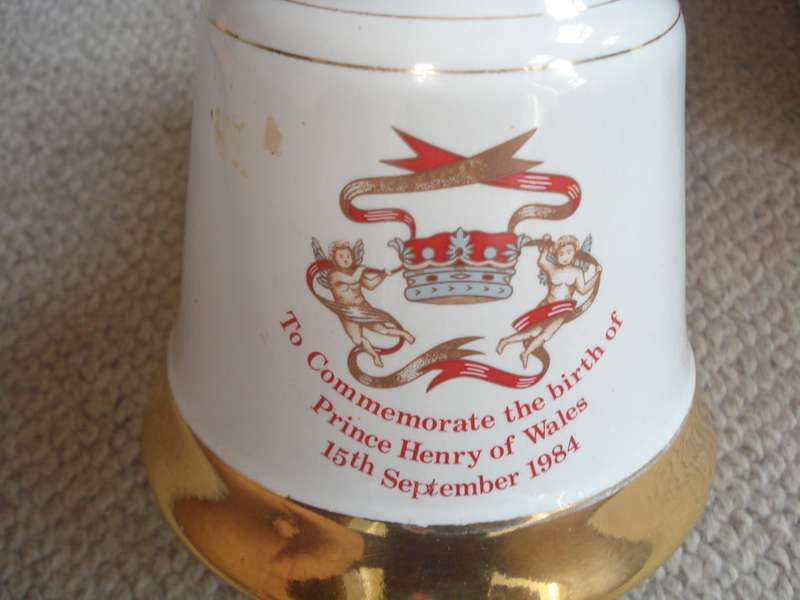 To Commemorate the birth of
Prince Henry of Wales
15th September 1984